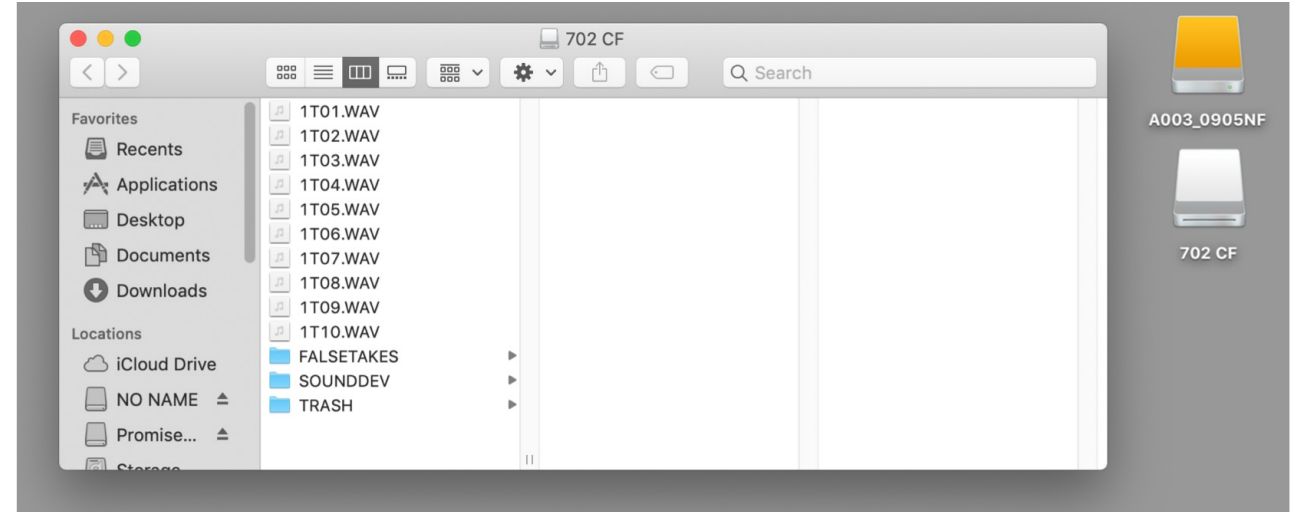 702 CF
Search
Favorites
Recents
Applications
Desktop
Documents
Downloads
Locations
iCloud Drive
NO NAME
Promise...
Storage
1T01.WAV
1T02.WAV
1T03.WAV
1T04.WAV
1T05.WAV
1T06.WAV
1T07.WAV
1T08.WAV
1T09.WAV
1T10.WAV
FALSETAKES
SOUNDDEV
TRASH
A003_0905NF
702 CF